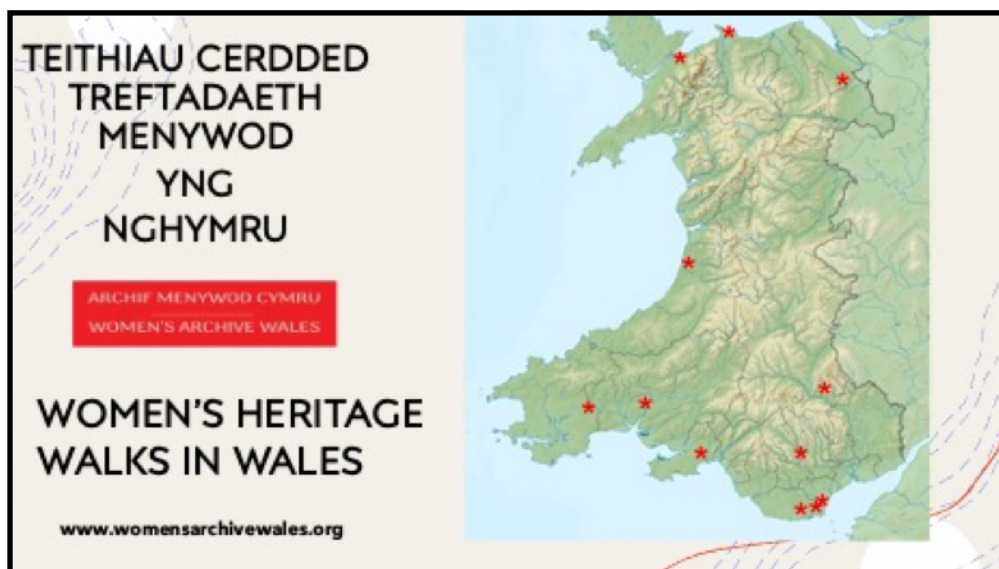 TEITHIAU CERDDED
TREFTADAETH
MENYWOD
YNG
NGHYMRU
ARCHIF MENYWOD CYMRU
WOMEN'S ARCHIVE WALES
WOMEN'S HERITAGE
WALKS IN WALES
www.womensarchivewales.org